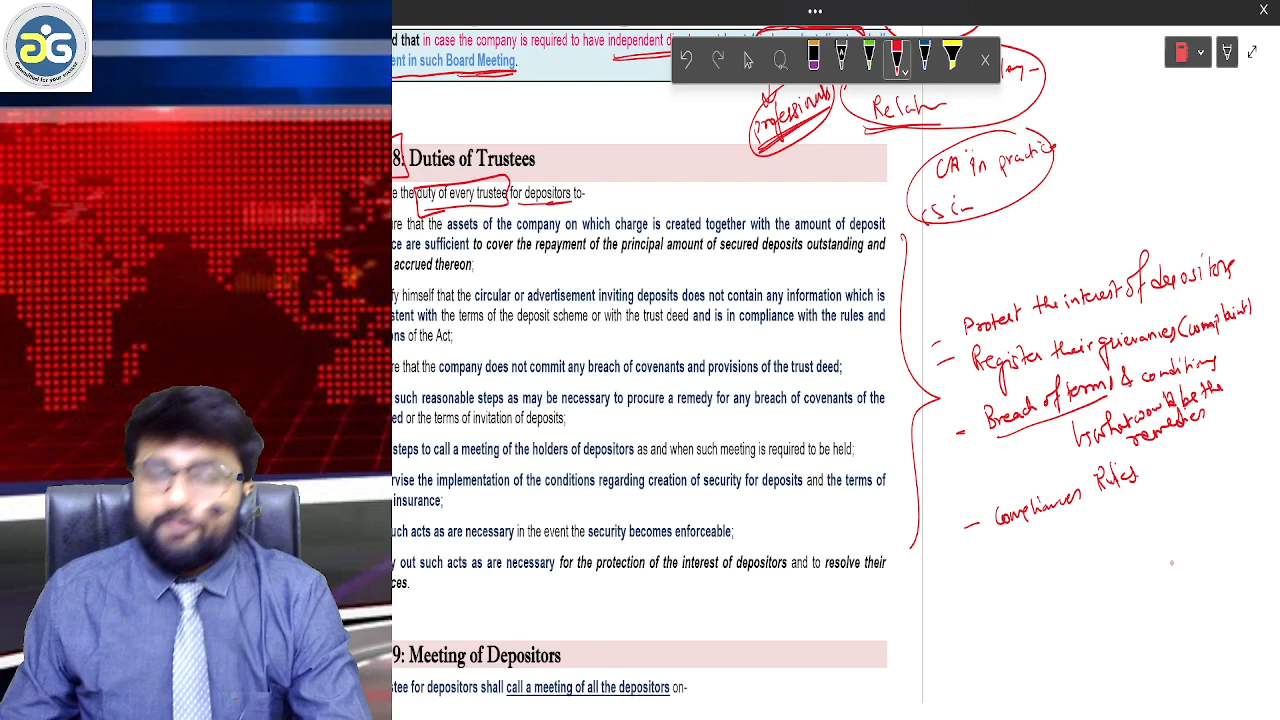 AG
Committed for your success
d that in case the company is required to have independent
ent in such Board Meeting.
professionals
Relative
CA in practice
CS in
8: Duties of Trustees
e the duty of every trustee for depositors to-
re that the assets of the company on which charge is created together with the amount of deposit
ce are sufficient to cover the repayment of the principal amount of secured deposits outstanding and
accrued thereon;
fy himself that the circular or advertisement inviting deposits does not contain any information which is
stent with the terms of the deposit scheme or with the trust deed and is in compliance with the rules and
ons of the Act;
re that the company does not commit any breach of covenants and provisions of the trust deed;
such reasonable steps as may be necessary to procure a remedy for any breach of covenants of the
ed or the terms of invitation of deposits;
steps to call a meeting of the holders of depositors as and when such meeting is required to be held;
rvise the implementation of the conditions regarding creation of security for deposits and the terms of
insurance;
uch acts as are necessary in the event the security becomes enforceable;
y out such acts as are necessary for the protection of the interest of depositors and to resolve their
ces.
- Protect the interest of depositors
- Register their grievances (complaint)
- Breach of terms & conditions
what would be the
remedies
- Compliances Rules
9: Meeting of Depositors
tee for depositors shall call a meeting of all the depositors on-